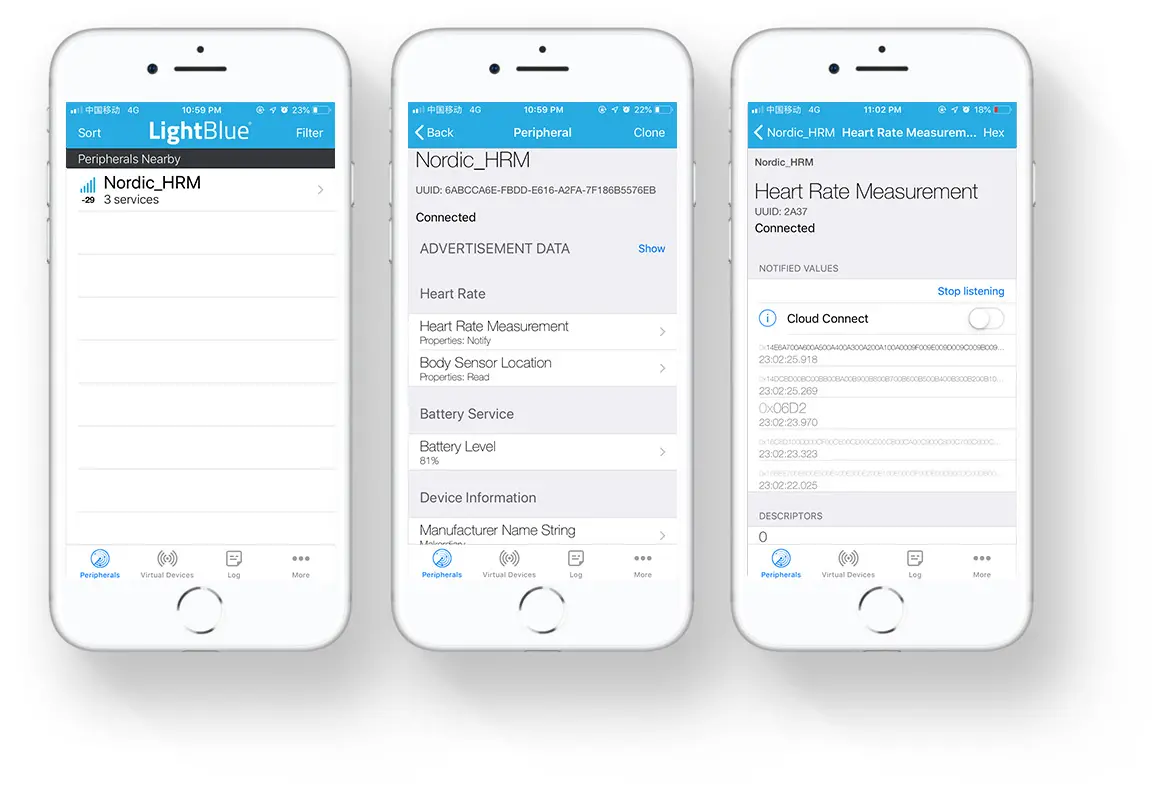 中国移动 4G 10:59 PM 23%
Sort LightBlue® Filter
Peripherals Nearby
Nordic_HRM
-29 3 services
Peripherals Virtual Devices Log More
中国移动 4G 10:59 PM 22%
Back Peripheral Clone
Nordic_HRM
UUID: 6ABCCA6E-FBDD-E616-A2FA-7F186B5576EB
Connected
ADVERTISEMENT DATA Show
Heart Rate
Heart Rate Measurement
Properties: Notify
Body Sensor Location
Properties: Read
Battery Service
Battery Level
81%
Device Information
Manufacturer Name String
Peripherals Virtual Devices Log More
中国移动 4G 11:02 PM 18%
Nordic_HRM Heart Rate Measurem... Hex
Nordic_HRM
Heart Rate Measurement
UUID: 2A37
Connected
NOTIFIED VALUES
Stop listening
Cloud Connect
23:02:25.918
23:02:25.269
0x06D2
23:02:23.970
23:02:23.323
23:02:22.025
DESCRIPTORS
0
Peripherals Virtual Devices Log More